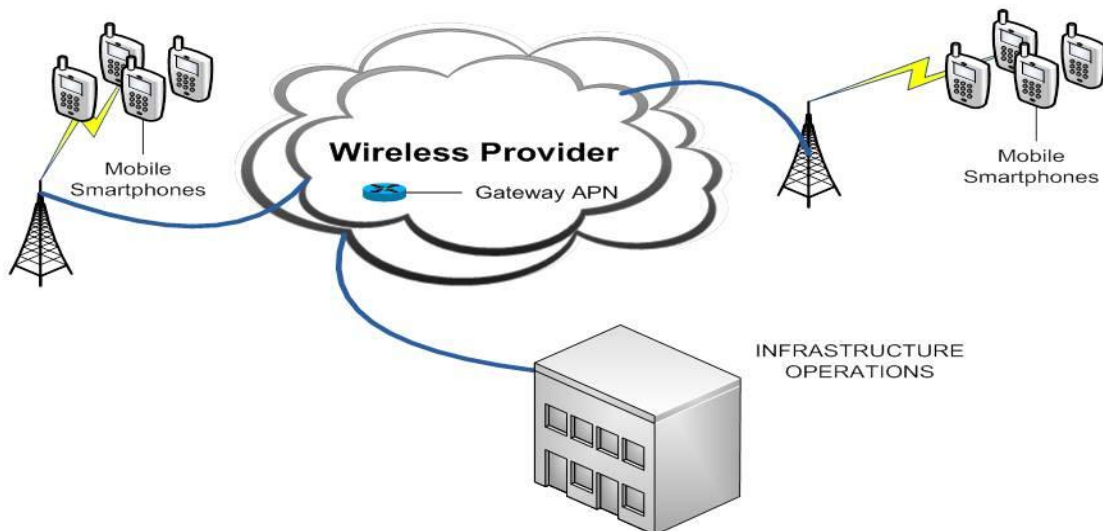 Mobile
Smartphones
Wireless Provider
Gateway APN
Mobile
Smartphones
INFRASTRUCTURE
OPERATIONS